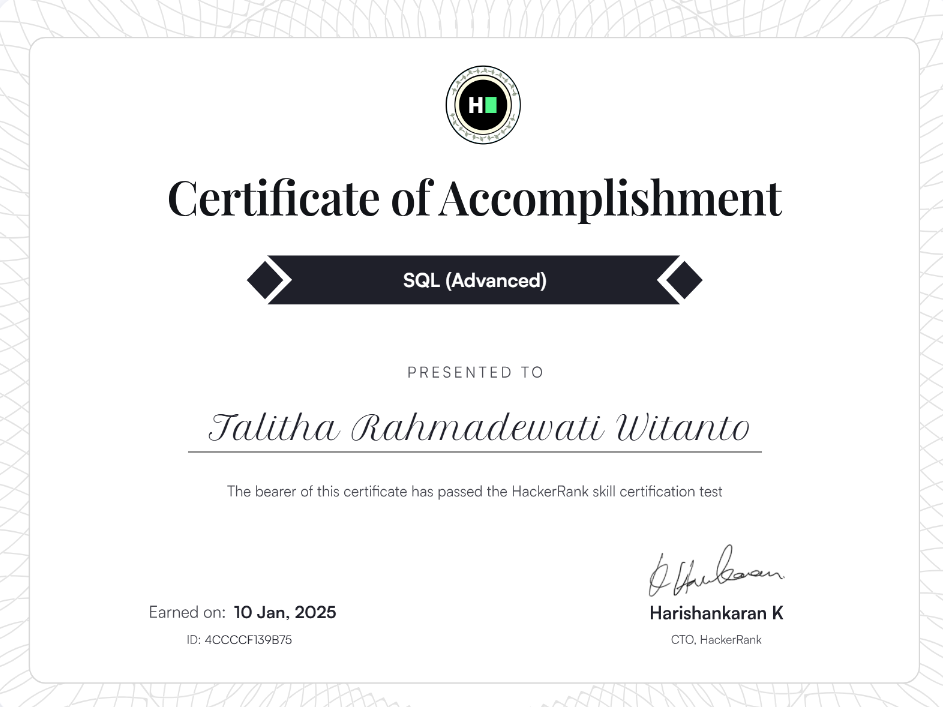 H
Certificate of Accomplishment
SQL (Advanced)
PRESENTED TO
Talitha Rahmadewati Witanto
The bearer of this certificate has passed the HackerRank skill certification test
Earned on: 10 Jan, 2025
ID: 4CCCCF139B75
Harishankaran K
CTO, HackerRank